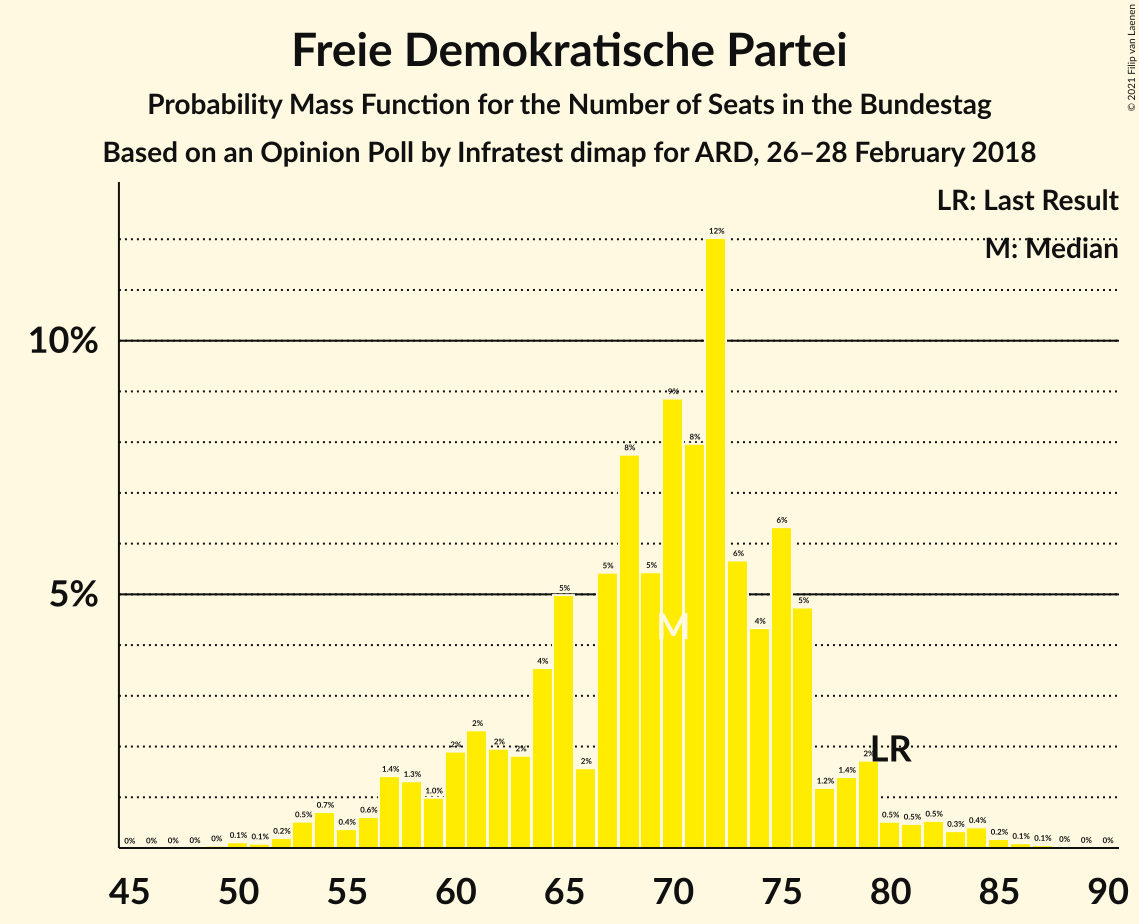 Freie Demokratische Partei
Probability Mass Function for the Number of Seats in the Bundestag
Based on an Opinion Poll by Infratest dimap for ARD, 26–28 February 2018
© 2021 Filip van Laenen
LR: Last Result
M: Median
10%
5%
0% 0% 0% 0% 0% 0.1% 0.1% 0.2% 0.5% 0.7% 0.4% 0.6% 1.4% 1.3% 1.0% 2% 2% 2% 2% 4% 5% 2% 5% 8% 5% 9% 8% 12% 6% 4% 6% 5% 1.2% 1.4% 2% 0.5% 0.5% 0.5% 0.3% 0.4% 0.2% 0.1% 0.1% 0% 0% 0%
M
LR
45 50 55 60 65 70 75 80 85 90